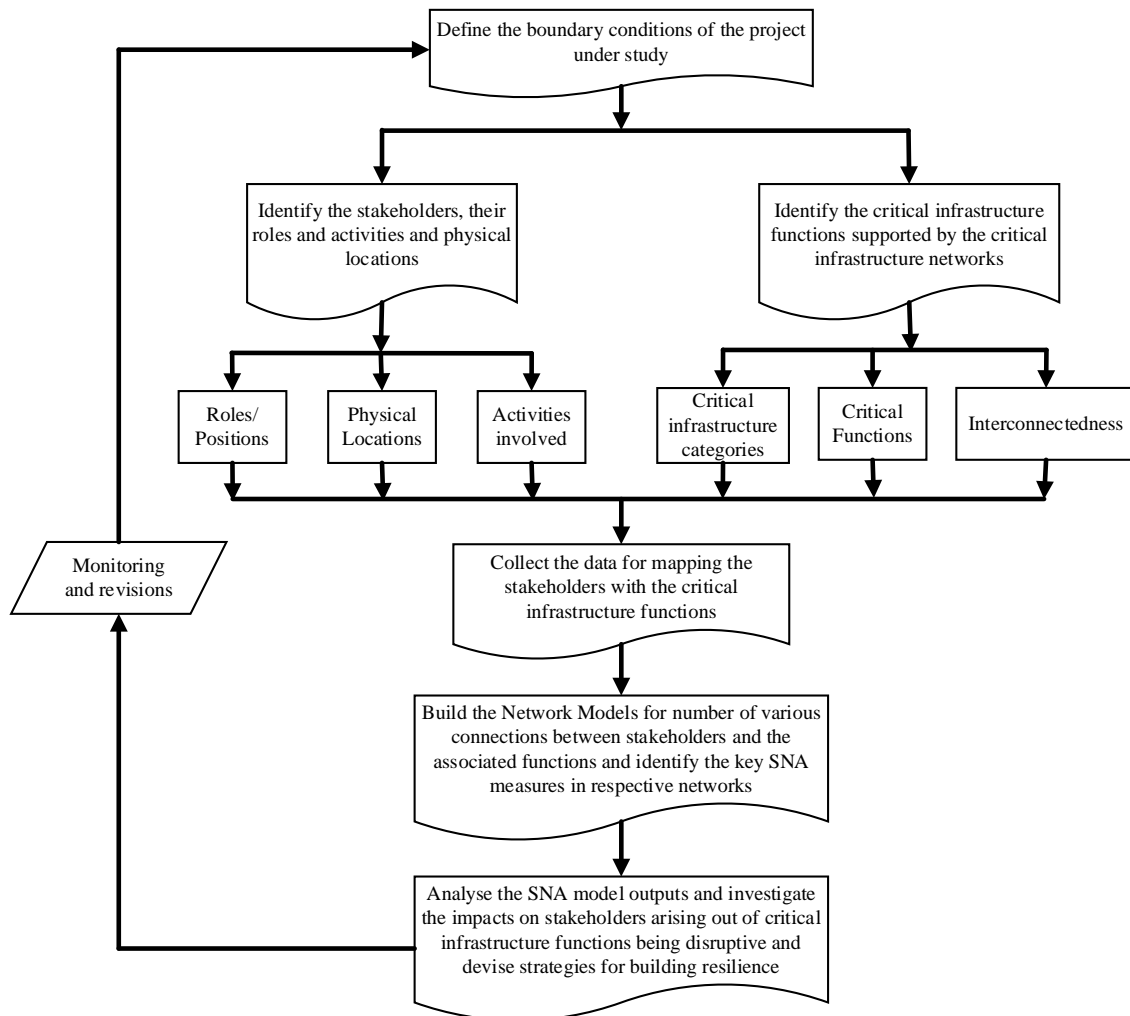 Define the boundary conditions of the project
under study
Identify the stakeholders, their
roles and activities and physical
locations
Identify the critical infrastructure
functions supported by the critical
infrastructure networks
Roles/
Positions
Physical
Locations
Activities
involved
Critical
infrastructure
categories
Critical
Functions
Interconnectedness
Collect the data for mapping the
stakeholders with the critical
infrastructure functions
Monitoring
and revisions
Build the Network Models for number of various
connections between stakeholders and the
associated functions and identify the key SNA
measures in respective networks
Analyse the SNA model outputs and investigate
the impacts on stakeholders arising out of critical
infrastructure functions being disruptive and
devise strategies for building resilience